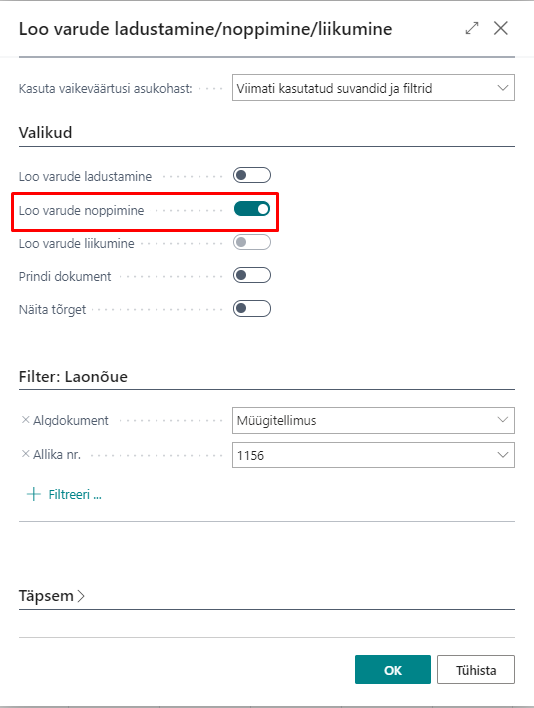 Loo varude ladustamine/noppimine/liikumine
Kasuta vaikeväärtusi asukohast: Viimati kasutatud suvandid ja filtrid
Valikud
Loo varude ladustamine
Loo varude noppimine
Loo varude liikumine
Prindi dokument
Näita tõrget
Filter: Laonõue
× Algdokument Müügitellimus
× Allika nr. 1156
+ Filtreeri ...
Täpsem >
OK Tühista